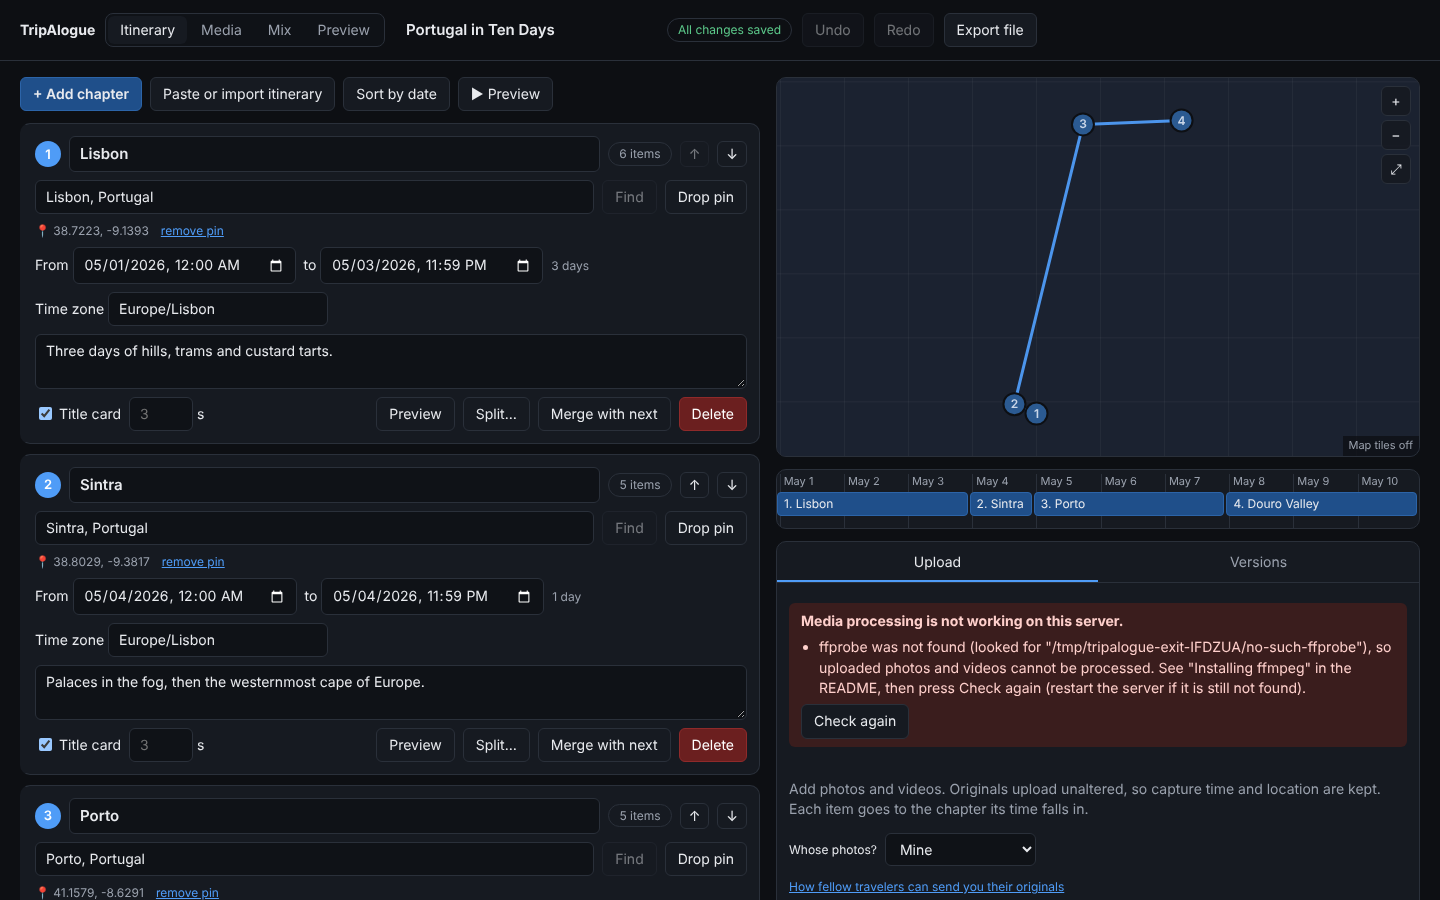 TripAlogue Itinerary Media Mix Preview Portugal in Ten Days All changes saved Undo Redo Export file
+ Add chapter Paste or import itinerary Sort by date ▶ Preview
1 Lisbon 6 items ↑ ↓
Lisbon, Portugal Find Drop pin
📍 38.7223, -9.1393 remove pin
From 05/01/2026, 12:00 AM to 05/03/2026, 11:59 PM 3 days
Time zone Europe/Lisbon
Three days of hills, trams and custard tarts.
Title card 3 s Preview Split... Merge with next Delete
2 Sintra 5 items ↑ ↓
Sintra, Portugal Find Drop pin
📍 38.8029, -9.3817 remove pin
From 05/04/2026, 12:00 AM to 05/04/2026, 11:59 PM 1 day
Time zone Europe/Lisbon
Palaces in the fog, then the westernmost cape of Europe.
Title card 3 s Preview Split... Merge with next Delete
3 Porto 5 items ↑ ↓
Porto, Portugal Find Drop pin
📍 41.1579, -8.6291 remove pin
3 4
2 1
+
−
⤢
Map tiles off
May 1 May 2 May 3 May 4 May 5 May 6 May 7 May 8 May 9 May 10
1. Lisbon 2. Sintra 3. Porto 4. Douro Valley
Upload Versions
Media processing is not working on this server.
• ffprobe was not found (looked for "/tmp/tripalogue-exit-IFDZUA/no-such-ffprobe"), so
uploaded photos and videos cannot be processed. See "Installing ffmpeg" in the
README, then press Check again (restart the server if it is still not found).
Check again
Add photos and videos. Originals upload unaltered, so capture time and location are kept.
Each item goes to the chapter its time falls in.
Whose photos? Mine
How fellow travelers can send you their originals